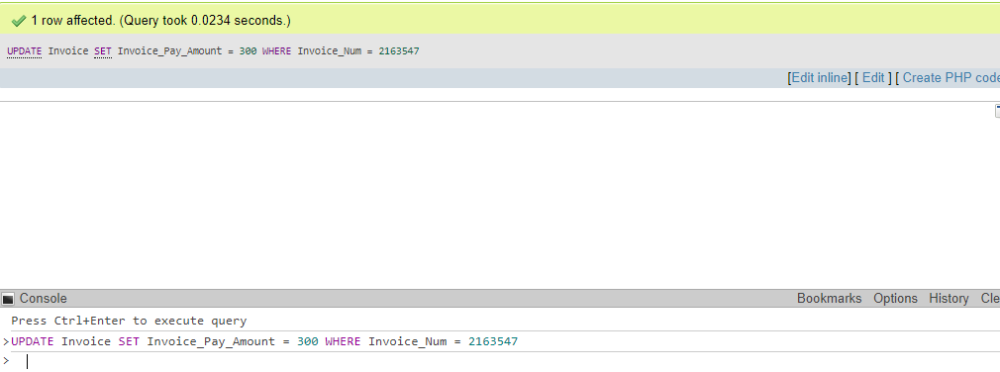 1 row affected. (Query took 0.0234 seconds.)
UPDATE Invoice SET Invoice_Pay_Amount = 300 WHERE Invoice_Num = 2163547
[Edit inline] [ Edit ] [ Create PHP code
Console
Bookmarks Options History Cle
Press Ctrl+Enter to execute query
>UPDATE Invoice SET Invoice_Pay_Amount = 300 WHERE Invoice_Num = 2163547
>